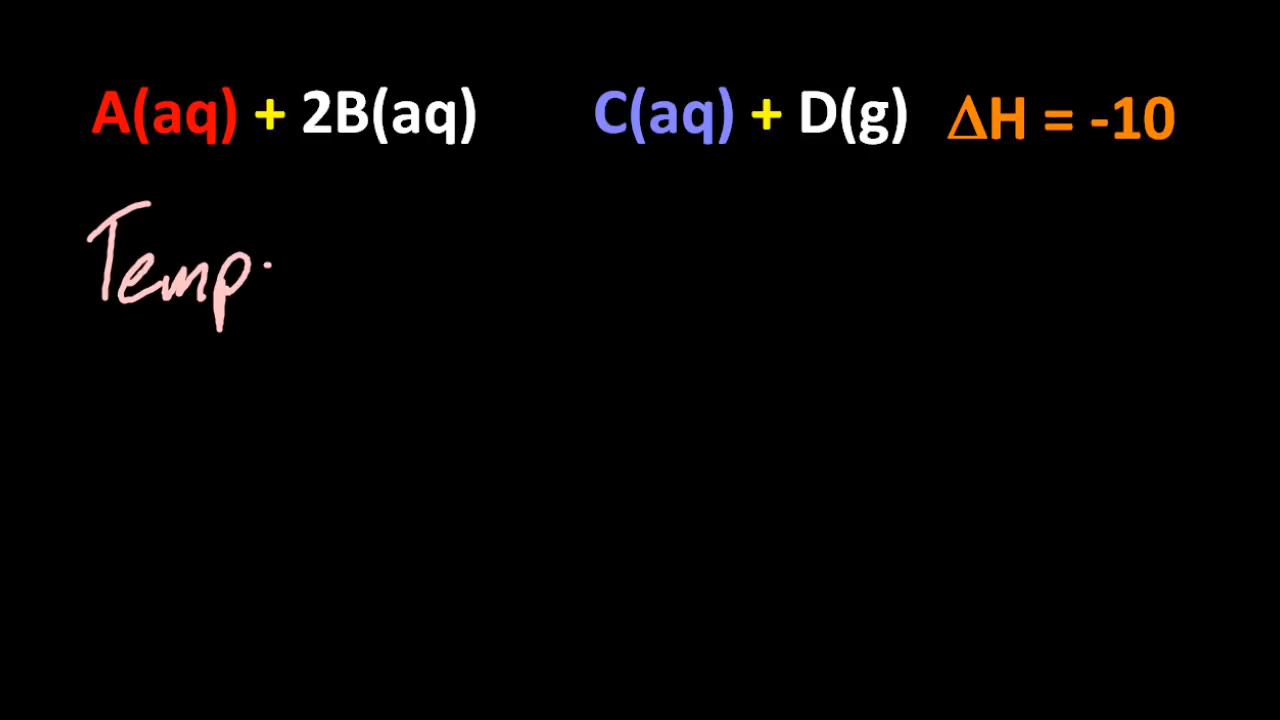 A(aq) + 2B(aq) C(aq) + D(g) ΔH = -10
Temp.